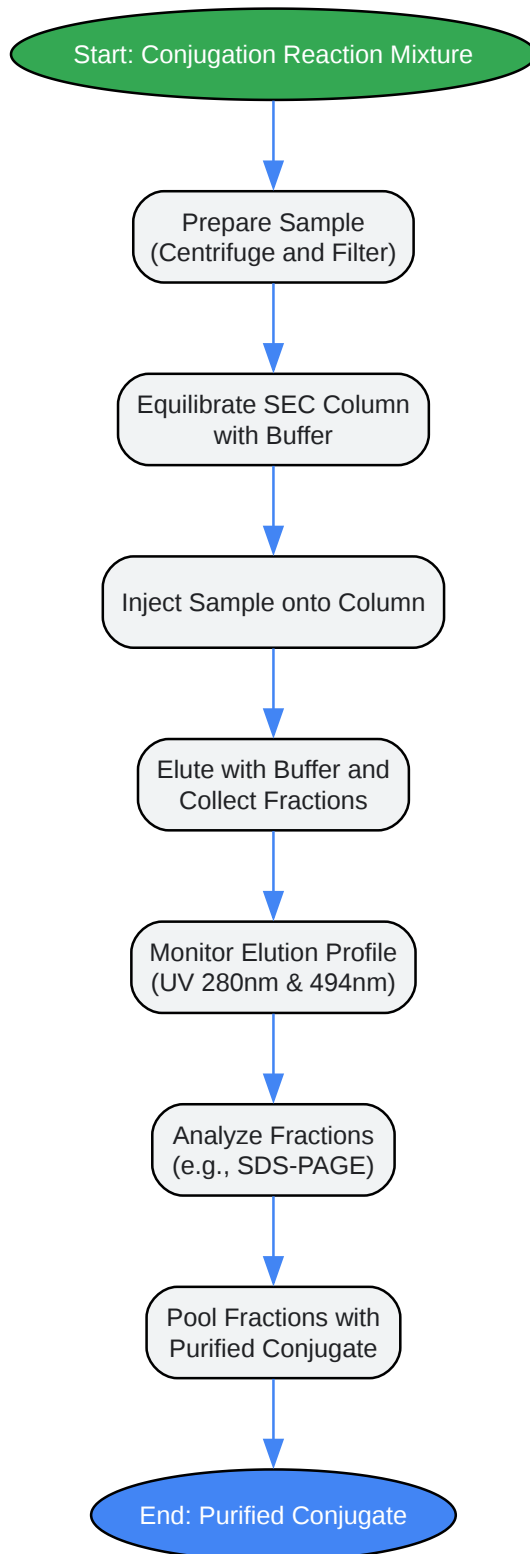 Start: Conjugation Reaction Mixture
Prepare Sample
(Centrifuge and Filter)
Equilibrate SEC Column
with Buffer
Inject Sample onto Column
Elute with Buffer and
Collect Fractions
Monitor Elution Profile
(UV 280nm & 494nm)
Analyze Fractions
(e.g., SDS-PAGE)
Pool Fractions with
Purified Conjugate
End: Purified Conjugate